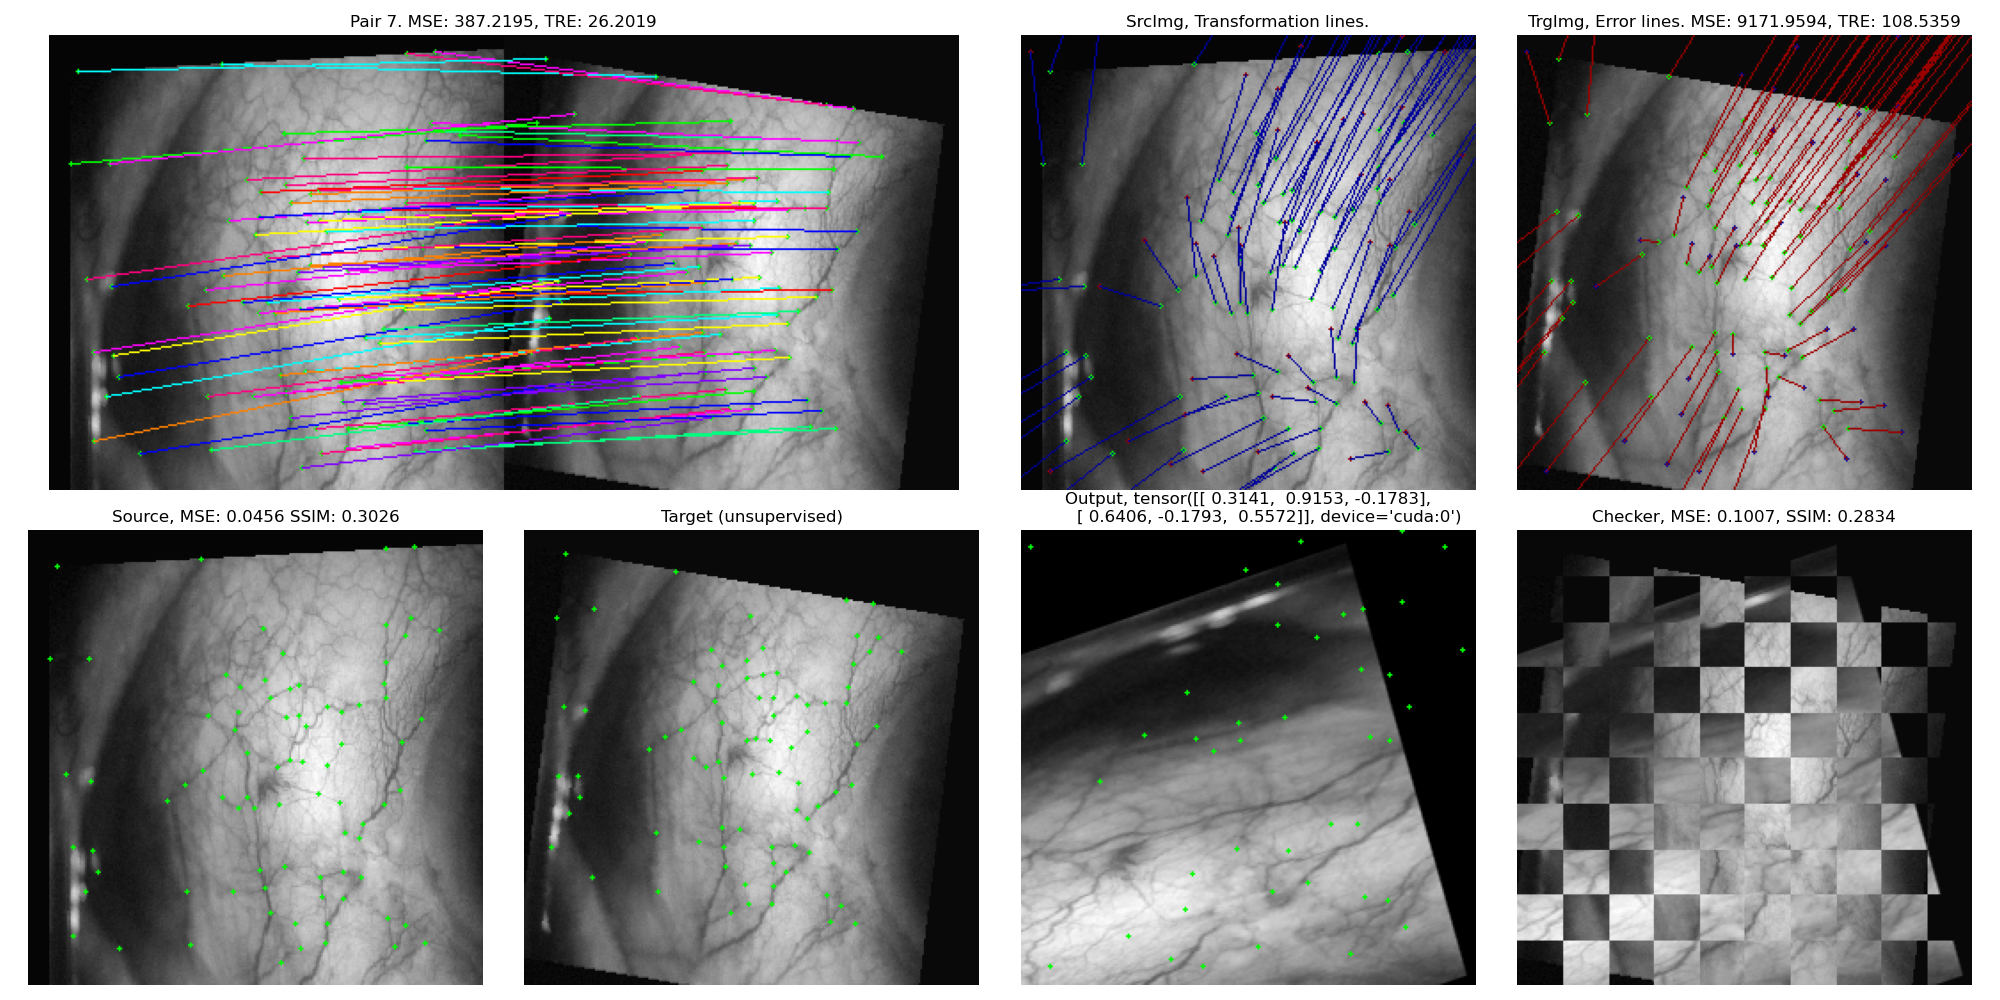 Pair 7. MSE: 387.2195, TRE: 26.2019
SrcImg, Transformation lines.
TrgImg, Error lines. MSE: 9171.9594, TRE: 108.5359
Source, MSE: 0.0456 SSIM: 0.3026
Target (unsupervised)
Output, tensor([[ 0.3141, 0.9153, -0.1783],
[ 0.6406, -0.1793, 0.5572]], device='cuda:0')
Checker, MSE: 0.1007, SSIM: 0.2834